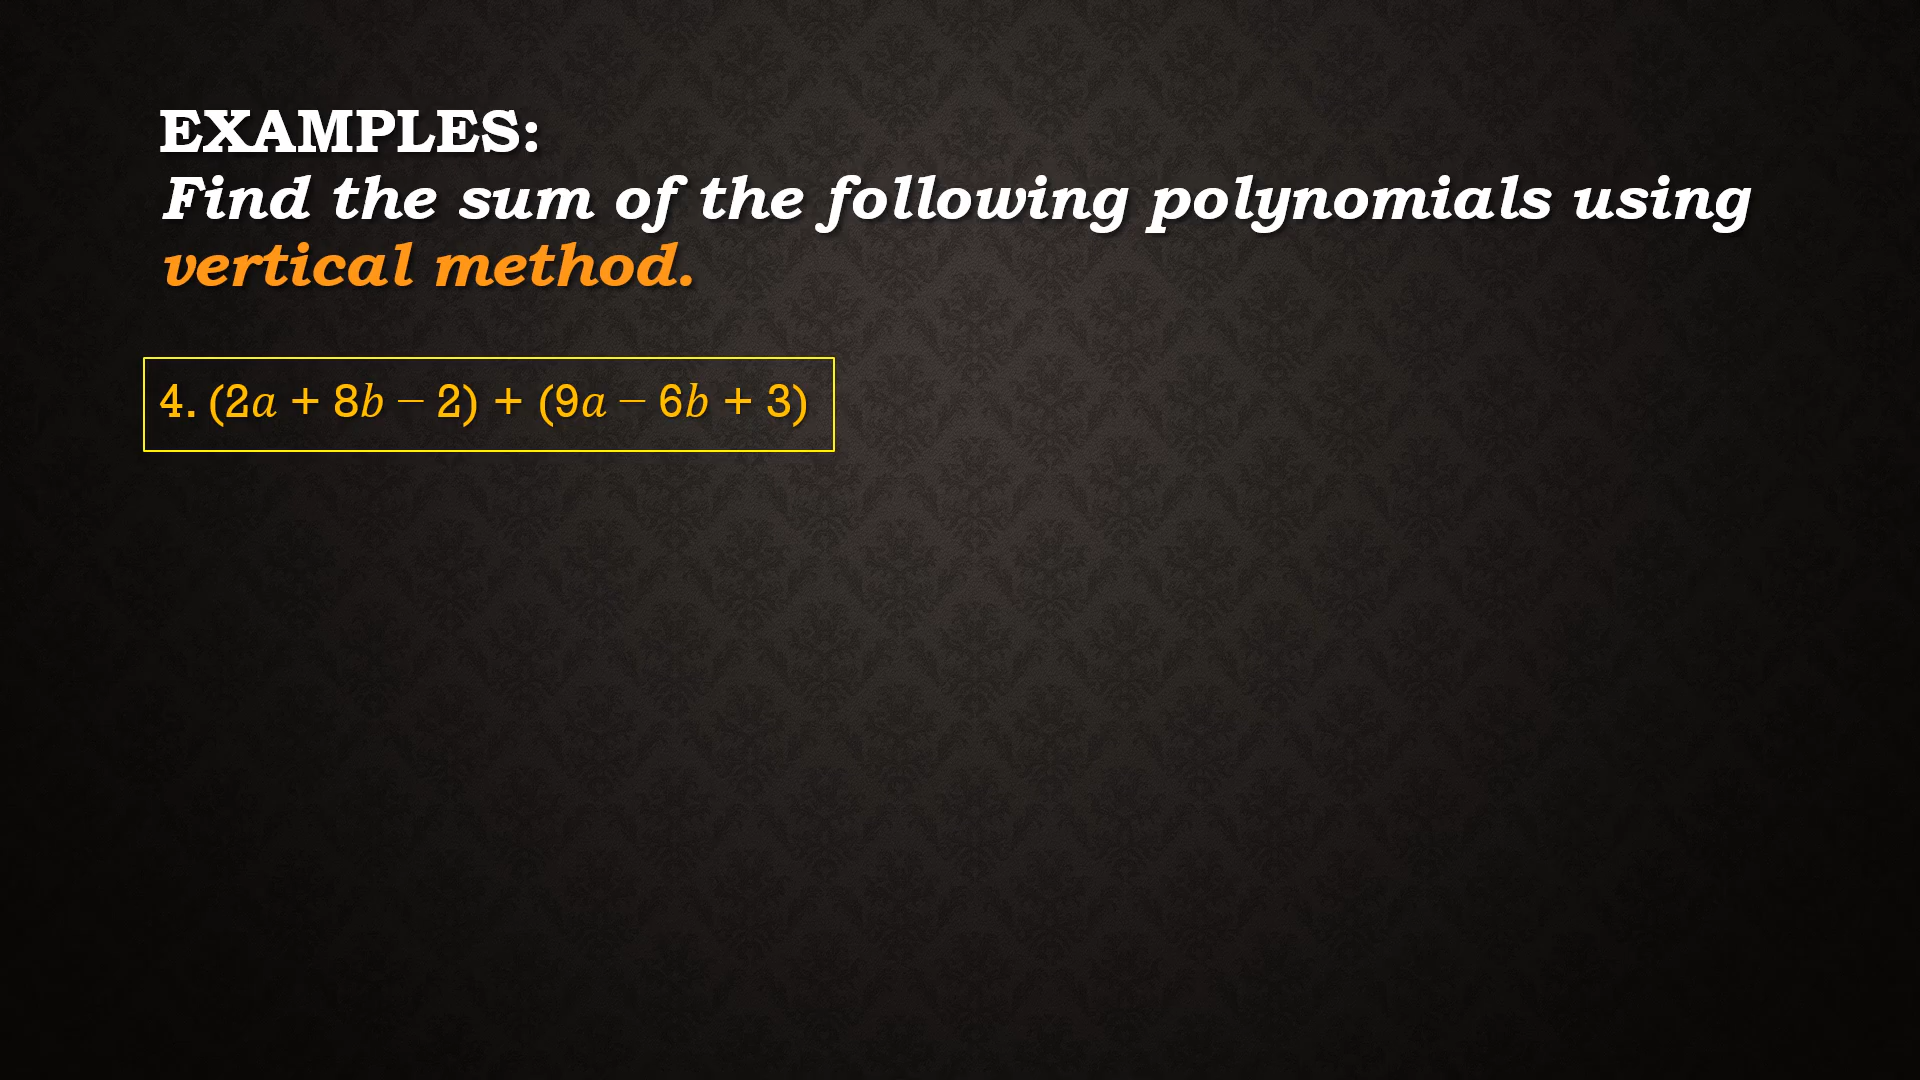 EXAMPLES:
Find the sum of the following polynomials using
vertical method.
4. (2𝑎 + 8𝑏 − 2) + (9𝑎 − 6𝑏 + 3)